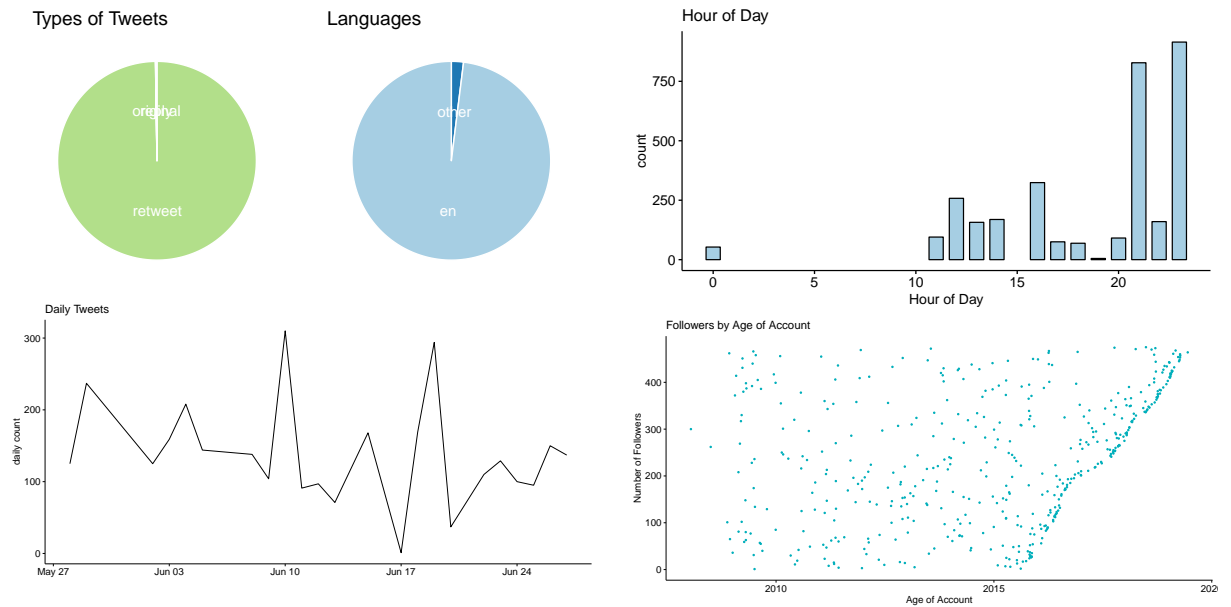 Types of Tweets
original
reply
retweet
Languages
other
en
Hour of Day
count
750
500
250
0
0 5 10 15 20
Hour of Day
Daily Tweets
daily count
300
200
100
0
May 27 Jun 03 Jun 10 Jun 17 Jun 24
Followers by Age of Account
Number of Followers
400
300
200
100
0
2010 2015 202
Age of Account